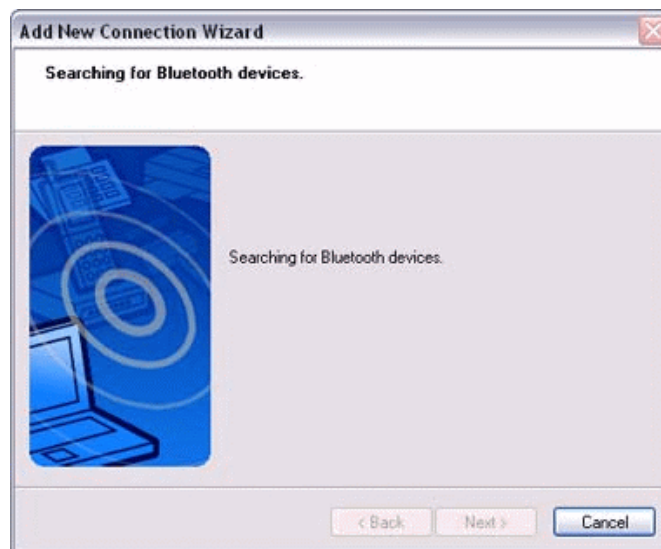 Add New Connection Wizard
Searching for Bluetooth devices.
Searching for Bluetooth devices.
< Back Next > Cancel